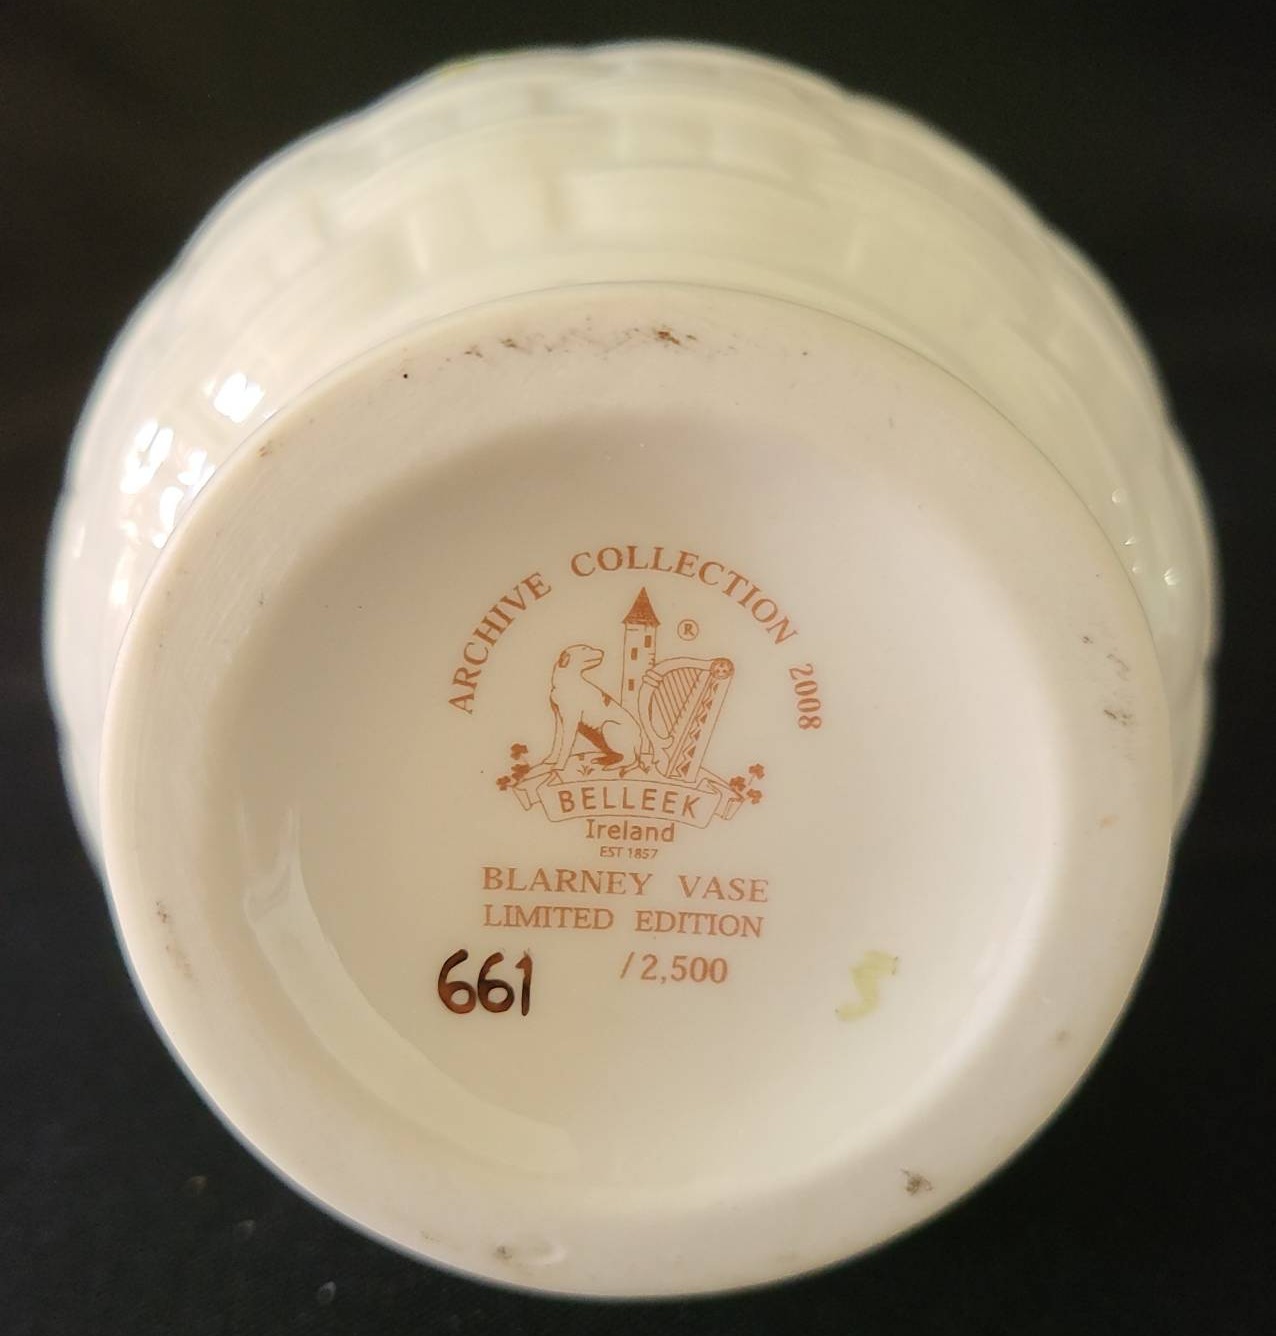 ARCHIVE COLLECTION 2008
®
BELLEEK
Ireland
EST 1857
BLARNEY VASE
LIMITED EDITION
661 /2,500
S